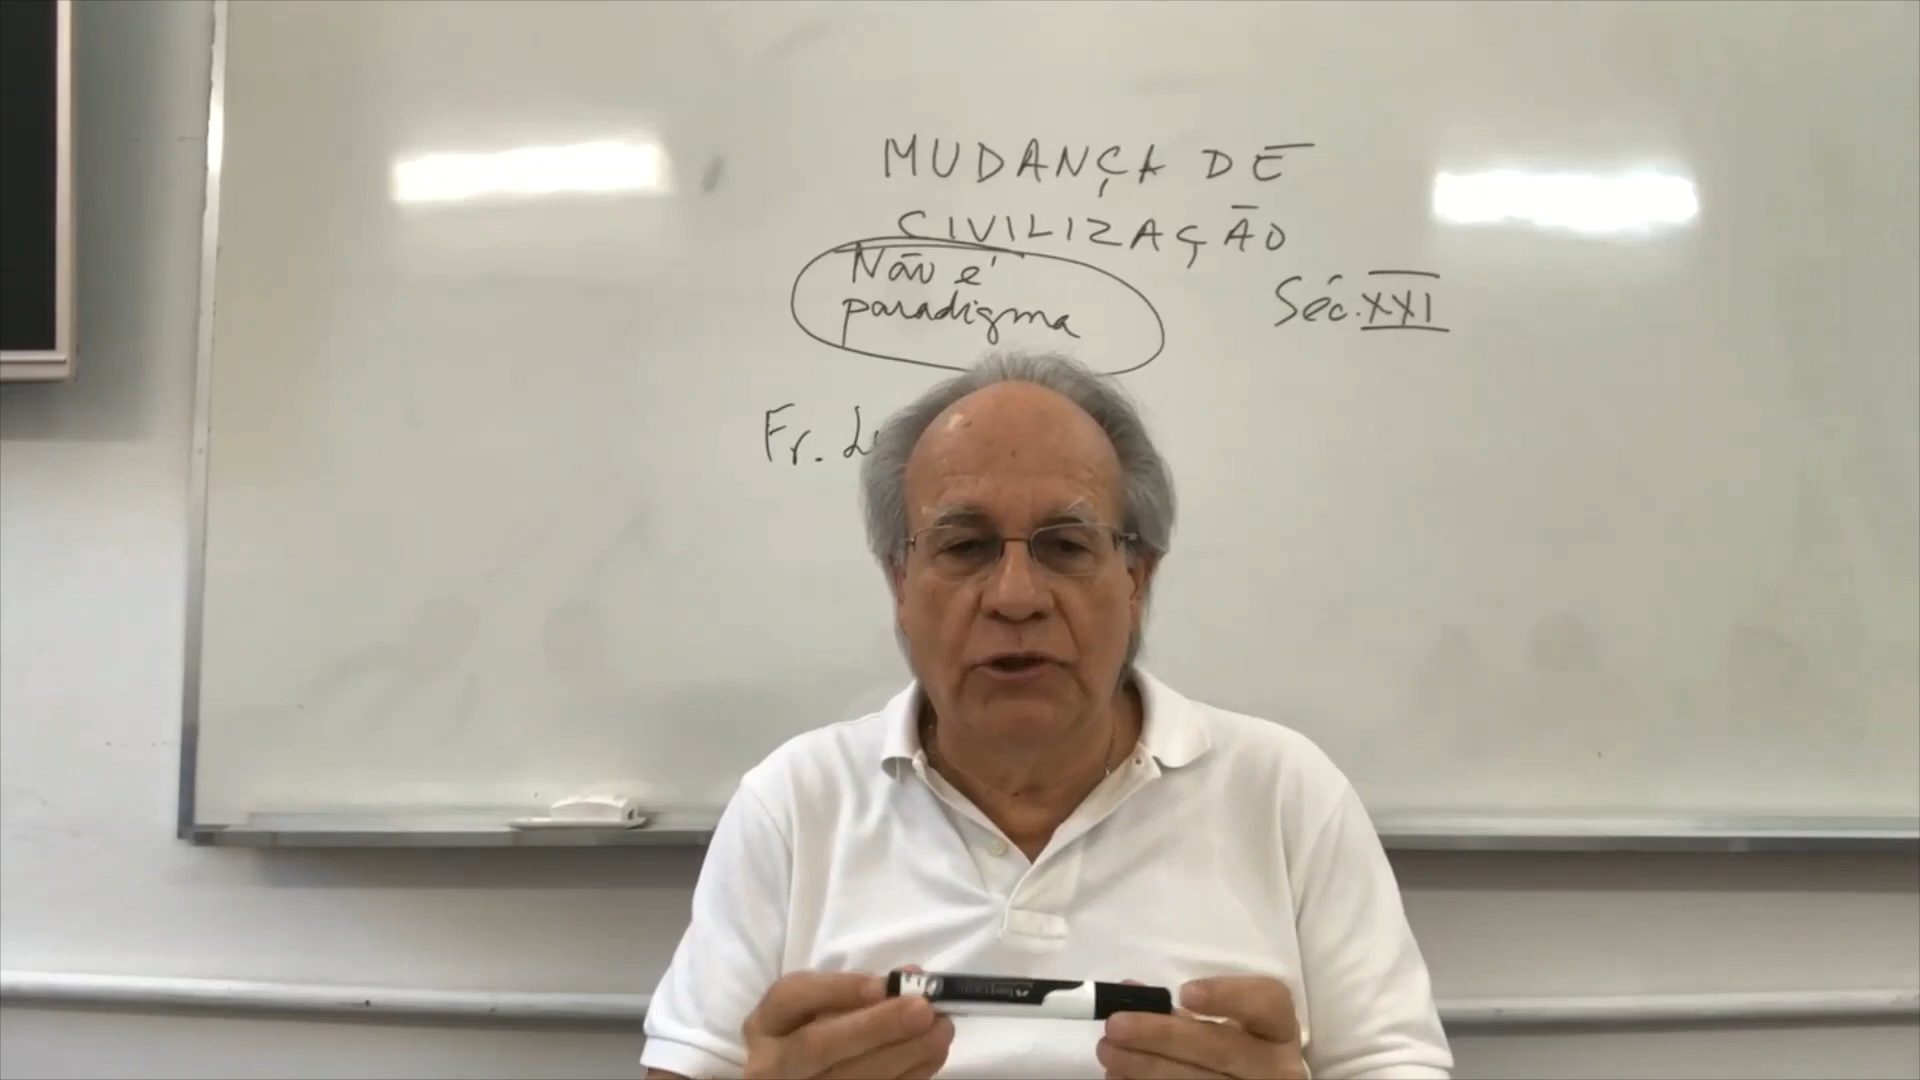 MUDANÇA DE
CIVILIZAÇÃO
Não é
paradigma
Séc. XXI
Fr.